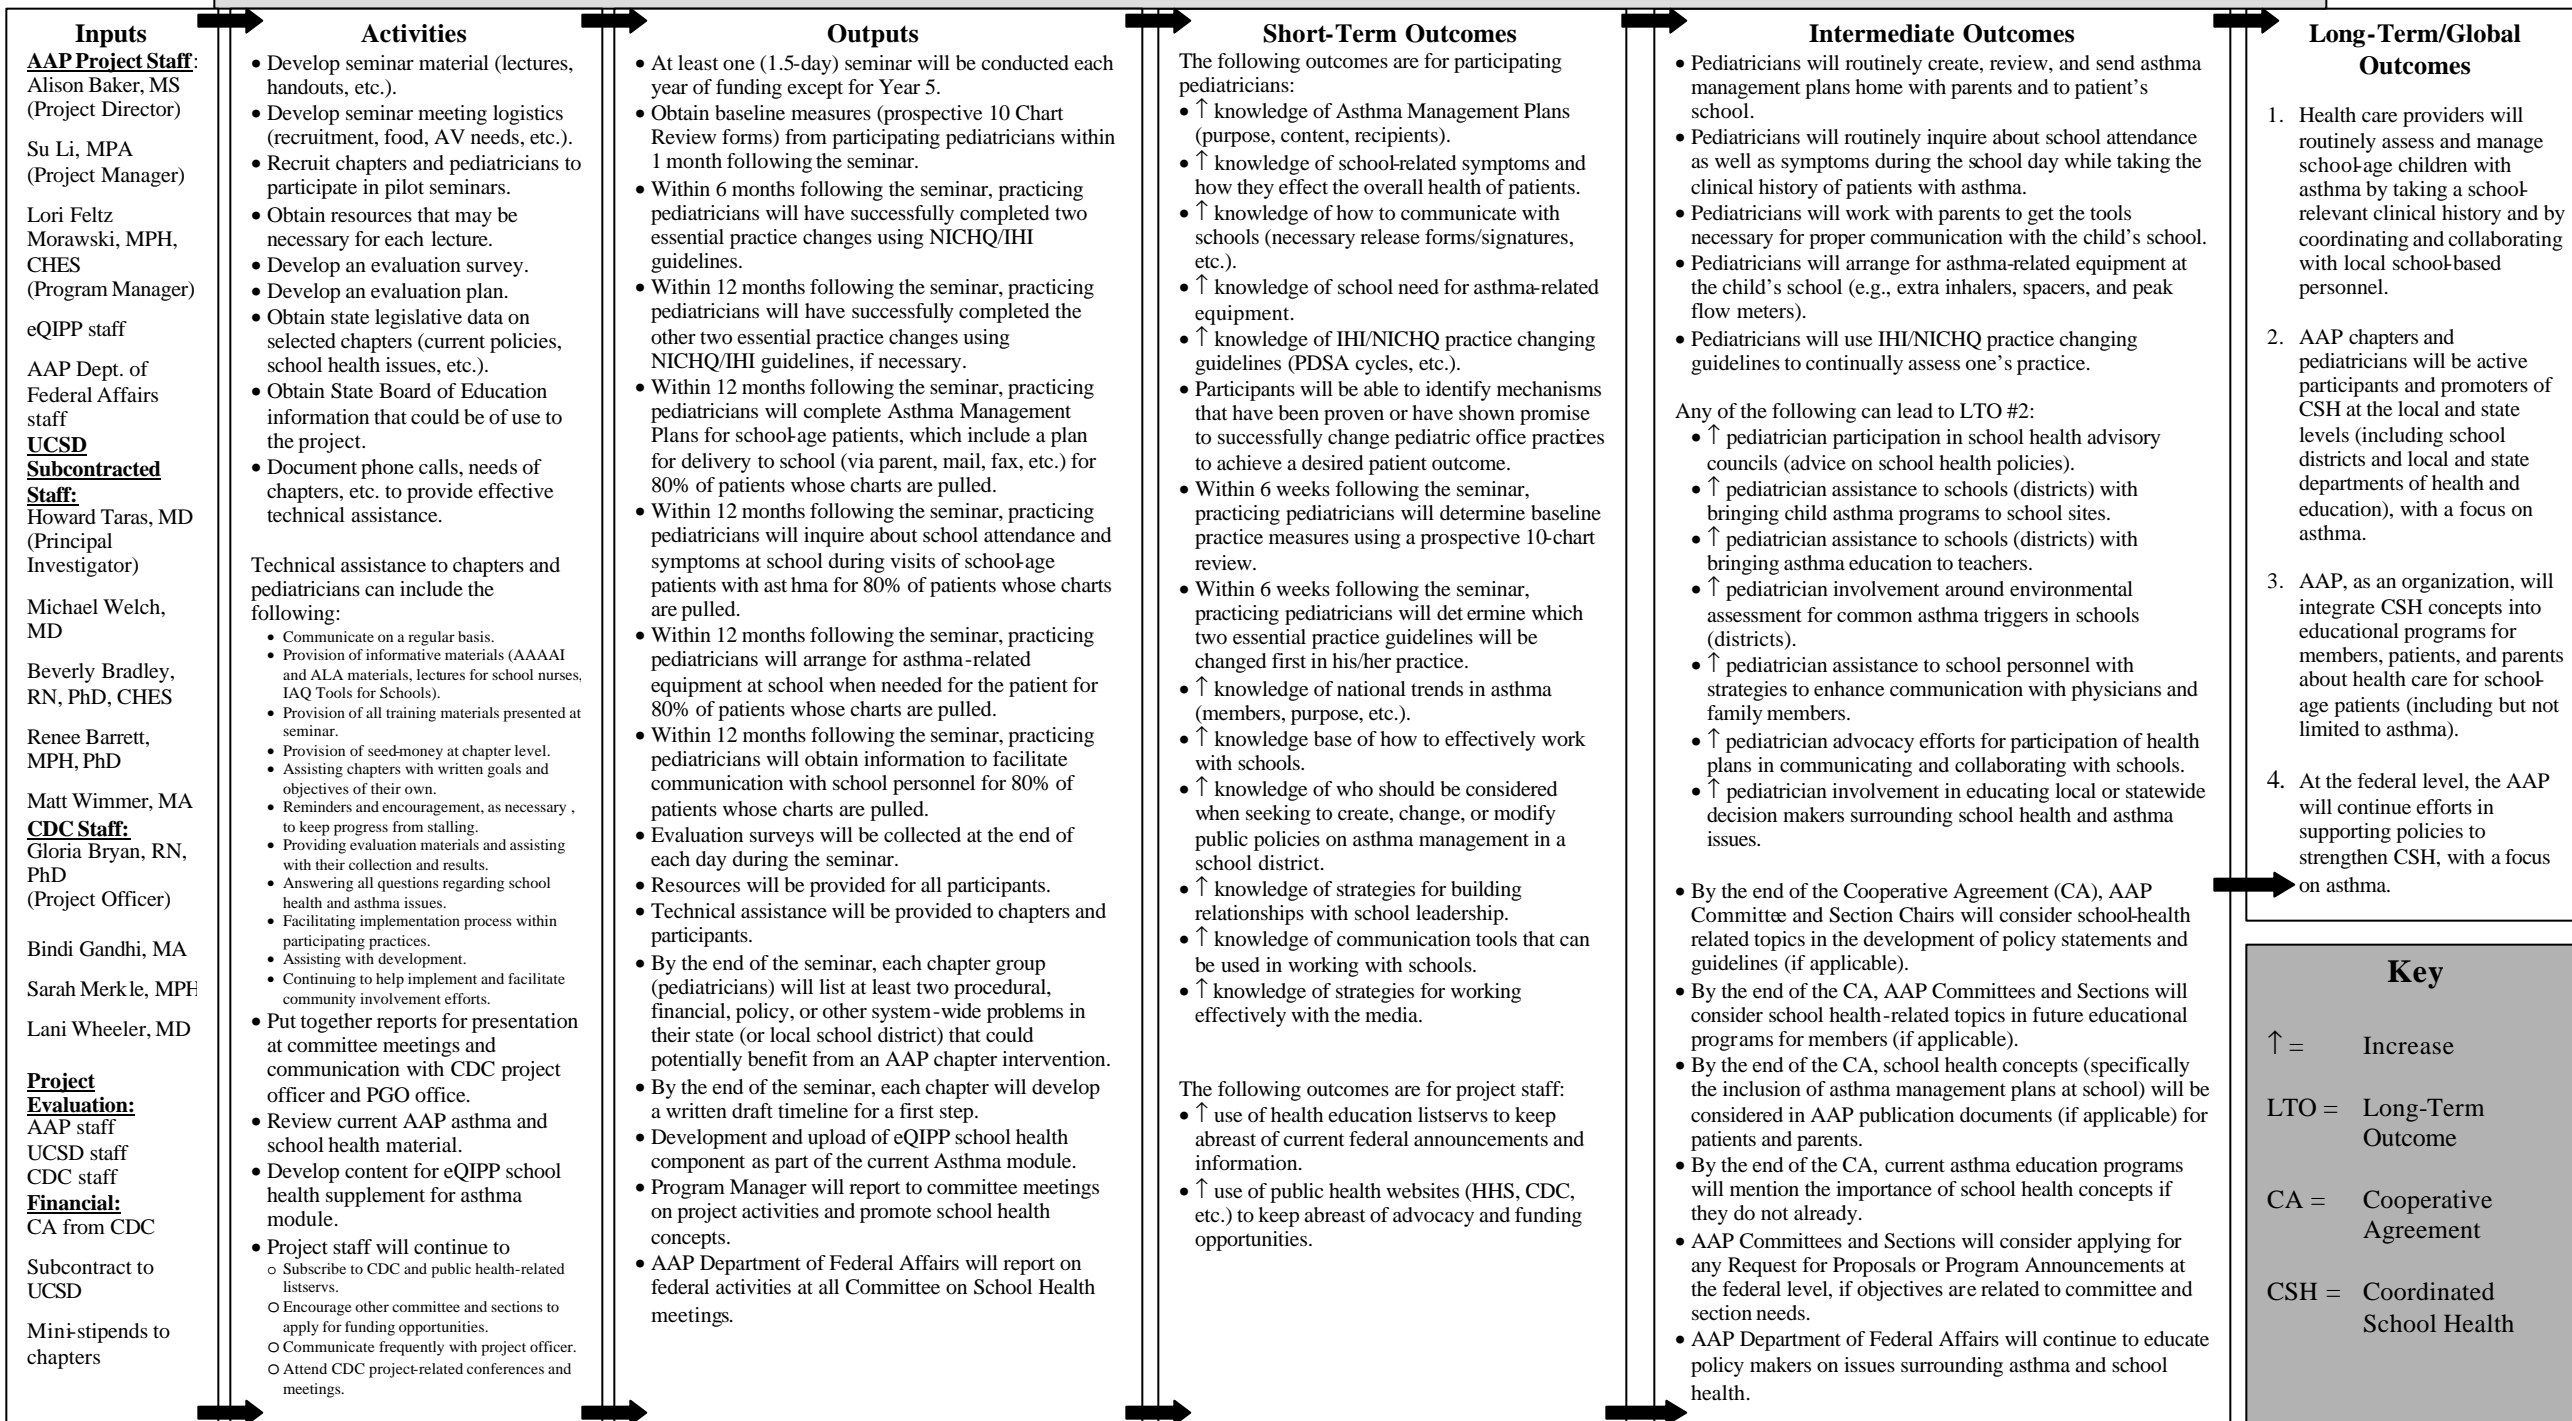 Inputs
AAP Project Staff:
Alison Baker, MS
(Project Director)
Su Li, MPA
(Project Manager)
Lori Feltz
Morawski, MPH,
CHES
(Program Manager)
eQIPP staff
AAP Dept. of
Federal Affairs
staff
UCSD
Subcontracted
Staff:
Howard Taras, MD
(Principal
Investigator)
Michael Welch,
MD
Beverly Bradley,
RN, PhD, CHES
Renee Barrett,
MPH, PhD
Matt Wimmer, MA
CDC Staff:
Gloria Bryan, RN,
PhD
(Project Officer)
Bindi Gandhi, MA
Sarah Merkle, MPH
Lani Wheeler, MD
Project
Evaluation:
AAP staff
UCSD staff
CDC staff
Financial:
CA from CDC
Subcontract to
UCSD
Mini-stipends to
chapters
Activities
• Develop seminar material (lectures,
handouts, etc.).
• Develop seminar meeting logistics
(recruitment, food, AV needs, etc.).
• Recruit chapters and pediatricians to
participate in pilot seminars.
• Obtain resources that may be
necessary for each lecture.
• Develop an evaluation survey.
• Develop an evaluation plan.
• Obtain state legislative data on
selected chapters (current policies,
school health issues, etc.).
• Obtain State Board of Education
information that could be of use to
the project.
• Document phone calls, needs of
chapters, etc. to provide effective
technical assistance.
Technical assistance to chapters and
pediatricians can include the
following:
• Communicate on a regular basis.
• Provision of informative materials (AAAAI
and ALA materials, lectures for school nurses,
IAQ Tools for Schools).
• Provision of all training materials presented at
seminar.
• Provision of seed-money at chapter level.
• Assisting chapters with written goals and
objectives of their own.
• Reminders and encouragement, as necessary ,
to keep progress from stalling.
• Providing evaluation materials and assisting
with their collection and results.
• Answering all questions regarding school
health and asthma issues.
• Facilitating implementation process within
participating practices.
• Assisting with development.
• Continuing to help implement and facilitate
community involvement efforts.
• Put together reports for presentation
at committee meetings and
communication with CDC project
officer and PGO office.
• Review current AAP asthma and
school health material.
• Develop content for eQIPP school
health supplement for asthma
module.
• Project staff will continue to
○ Subscribe to CDC and public health-related
listservs.
○ Encourage other committee and sections to
apply for funding opportunities.
○ Communicate frequently with project officer.
○ Attend CDC project-related conferences and
meetings.
Outputs
• At least one (1.5-day) seminar will be conducted each
year of funding except for Year 5.
• Obtain baseline measures (prospective 10 Chart
Review forms) from participating pediatricians within
1 month following the seminar.
• Within 6 months following the seminar, practicing
pediatricians will have successfully completed two
essential practice changes using NICHQ/IHI
guidelines.
• Within 12 months following the seminar, practicing
pediatricians will have successfully completed the
other two essential practice changes using
NICHQ/IHI guidelines, if necessary.
• Within 12 months following the seminar, practicing
pediatricians will complete Asthma Management
Plans for school-age patients, which include a plan
for delivery to school (via parent, mail, fax, etc.) for
80% of patients whose charts are pulled.
• Within 12 months following the seminar, practicing
pediatricians will inquire about school attendance and
symptoms at school during visits of school-age
patients with ast hma for 80% of patients whose charts
are pulled.
• Within 12 months following the seminar, practicing
pediatricians will arrange for asthma-related
equipment at school when needed for the patient for
80% of patients whose charts are pulled.
• Within 12 months following the seminar, practicing
pediatricians will obtain information to facilitate
communication with school personnel for 80% of
patients whose charts are pulled.
• Evaluation surveys will be collected at the end of
each day during the seminar.
• Resources will be provided for all participants.
• Technical assistance will be provided to chapters and
participants.
• By the end of the seminar, each chapter group
(pediatricians) will list at least two procedural,
financial, policy, or other system-wide problems in
their state (or local school district) that could
potentially benefit from an AAP chapter intervention.
• By the end of the seminar, each chapter will develop
a written draft timeline for a first step.
• Development and upload of eQIPP school health
component as part of the current Asthma module.
• Program Manager will report to committee meetings
on project activities and promote school health
concepts.
• AAP Department of Federal Affairs will report on
federal activities at all Committee on School Health
meetings.
Short-Term Outcomes
The following outcomes are for participating
pediatricians:
• ↑ knowledge of Asthma Management Plans
(purpose, content, recipients).
• ↑ knowledge of school-related symptoms and
how they effect the overall health of patients.
• ↑ knowledge of how to communicate with
schools (necessary release forms/signatures,
etc.).
• ↑ knowledge of school need for asthma-related
equipment.
• ↑ knowledge of IHI/NICHQ practice changing
guidelines (PDSA cycles, etc.).
• Participants will be able to identify mechanisms
that have been proven or have shown promise
to successfully change pediatric office practices
to achieve a desired patient outcome.
• Within 6 weeks following the seminar,
practicing pediatricians will determine baseline
practice measures using a prospective 10-chart
review.
• Within 6 weeks following the seminar,
practicing pediatricians will det ermine which
two essential practice guidelines will be
changed first in his/her practice.
• ↑ knowledge of national trends in asthma
(members, purpose, etc.).
• ↑ knowledge base of how to effectively work
with schools.
• ↑ knowledge of who should be considered
when seeking to create, change, or modify
public policies on asthma management in a
school district.
• ↑ knowledge of strategies for building
relationships with school leadership.
• ↑ knowledge of communication tools that can
be used in working with schools.
• ↑ knowledge of strategies for working
effectively with the media.
The following outcomes are for project staff:
• ↑ use of health education listservs to keep
abreast of current federal announcements and
information.
• ↑ use of public health websites (HHS, CDC,
etc.) to keep abreast of advocacy and funding
opportunities.
Intermediate Outcomes
• Pediatricians will routinely create, review, and send asthma
management plans home with parents and to patient's
school.
• Pediatricians will routinely inquire about school attendance
as well as symptoms during the school day while taking the
clinical history of patients with asthma.
• Pediatricians will work with parents to get the tools
necessary for proper communication with the child's school.
• Pediatricians will arrange for asthma-related equipment at
the child's school (e.g., extra inhalers, spacers, and peak
flow meters).
• Pediatricians will use IHI/NICHQ practice changing
guidelines to continually assess one's practice.
Any of the following can lead to LTO #2:
• ↑ pediatrician participation in school health advisory
councils (advice on school health policies).
• ↑ pediatrician assistance to schools (districts) with
bringing child asthma programs to school sites.
• ↑ pediatrician assistance to schools (districts) with
bringing asthma education to teachers.
• ↑ pediatrician involvement around environmental
assessment for common asthma triggers in schools
(districts).
• ↑ pediatrician assistance to school personnel with
strategies to enhance communication with physicians and
family members.
• ↑ pediatrician advocacy efforts for participation of health
plans in communicating and collaborating with schools.
• ↑ pediatrician involvement in educating local or statewide
decision makers surrounding school health and asthma
issues.
• By the end of the Cooperative Agreement (CA), AAP
Committee and Section Chairs will consider school-health
related topics in the development of policy statements and
guidelines (if applicable).
• By the end of the CA, AAP Committees and Sections will
consider school health-related topics in future educational
programs for members (if applicable).
• By the end of the CA, school health concepts (specifically
the inclusion of asthma management plans at school) will be
considered in AAP publication documents (if applicable) for
patients and parents.
• By the end of the CA, current asthma education programs
will mention the importance of school health concepts if
they do not already.
• AAP Committees and Sections will consider applying for
any Request for Proposals or Program Announcements at
the federal level, if objectives are related to committee and
section needs.
• AAP Department of Federal Affairs will continue to educate
policy makers on issues surrounding asthma and school
health.
Long-Term/Global
Outcomes
1. Health care providers will
routinely assess and manage
school-age children with
asthma by taking a school-
relevant clinical history and by
coordinating and collaborating
with local school-based
personnel.
2. AAP chapters and
pediatricians will be active
participants and promoters of
CSH at the local and state
levels (including school
districts and local and state
departments of health and
education), with a focus on
asthma.
3. AAP, as an organization, will
integrate CSH concepts into
educational programs for
members, patients, and parents
about health care for school-
age patients (including but not
limited to asthma).
4. At the federal level, the AAP
will continue efforts in
supporting policies to
strengthen CSH, with a focus
on asthma.
Key
↑ = Increase
LTO = Long-Term
Outcome
CA = Cooperative
Agreement
CSH = Coordinated
School Health